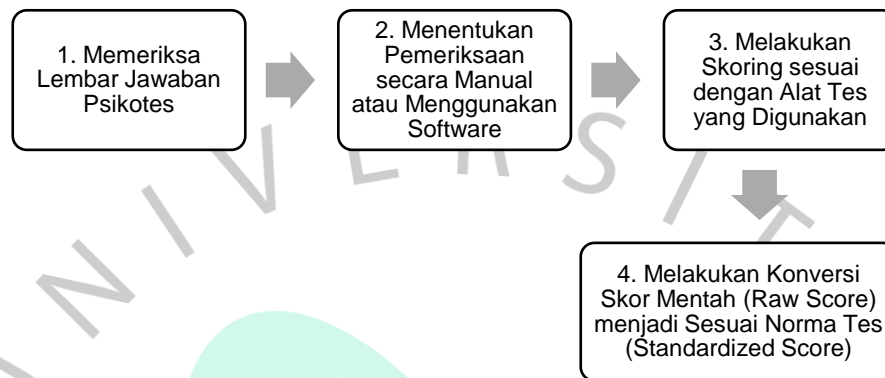 1. Memeriksa
Lembar Jawaban
Psikotes
2. Menentukan
Pemeriksaan
secara Manual
atau Menggunakan
Software
3. Melakukan
Skoring sesuai
dengan Alat Tes
yang Digunakan
4. Melakukan Konversi
Skor Mentah (Raw Score)
menjadi Sesuai Norma Tes
(Standardized Score)
UNIVERSIT